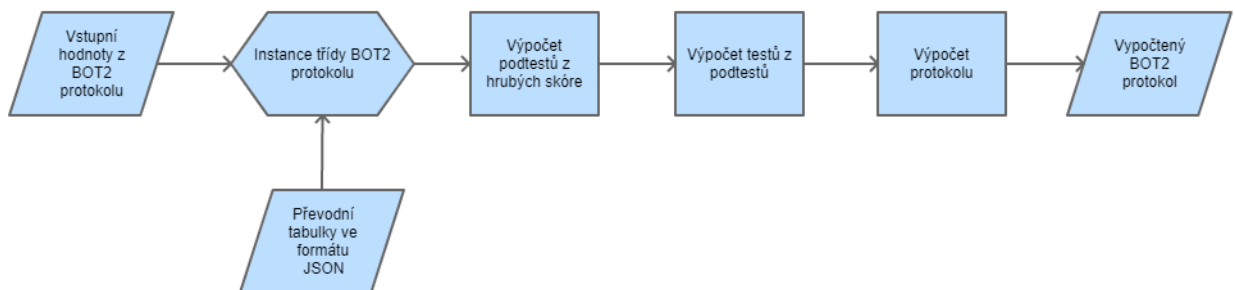 Vstupní
hodnoty z
BOT2
protokolu
Instance třídy BOT2
protokolu
Výpočet
podtestů z
hrubých skóre
Výpočet testů z
podtestů
Výpočet
protokolu
Vypočtený
BOT2
protokol
Převodní
tabulky ve
formátu
JSON